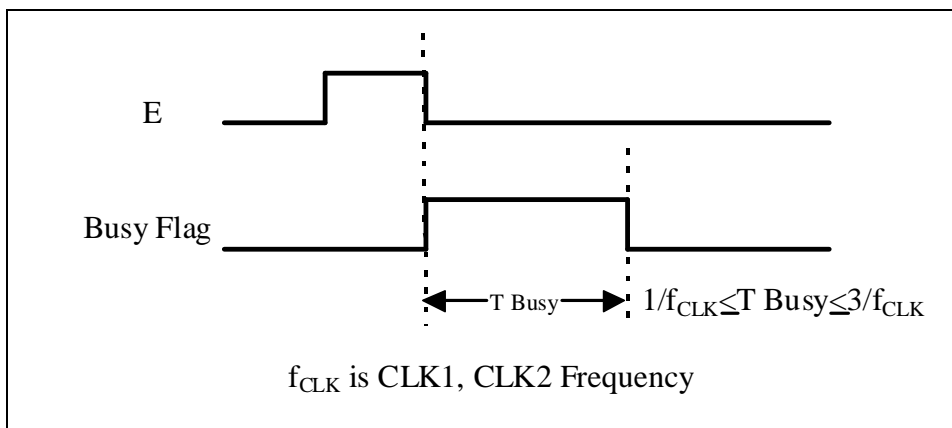 E
Busy Flag
T Busy 1/fCLK≤T Busy≤3/fCLK
fCLK is CLK1, CLK2 Frequency